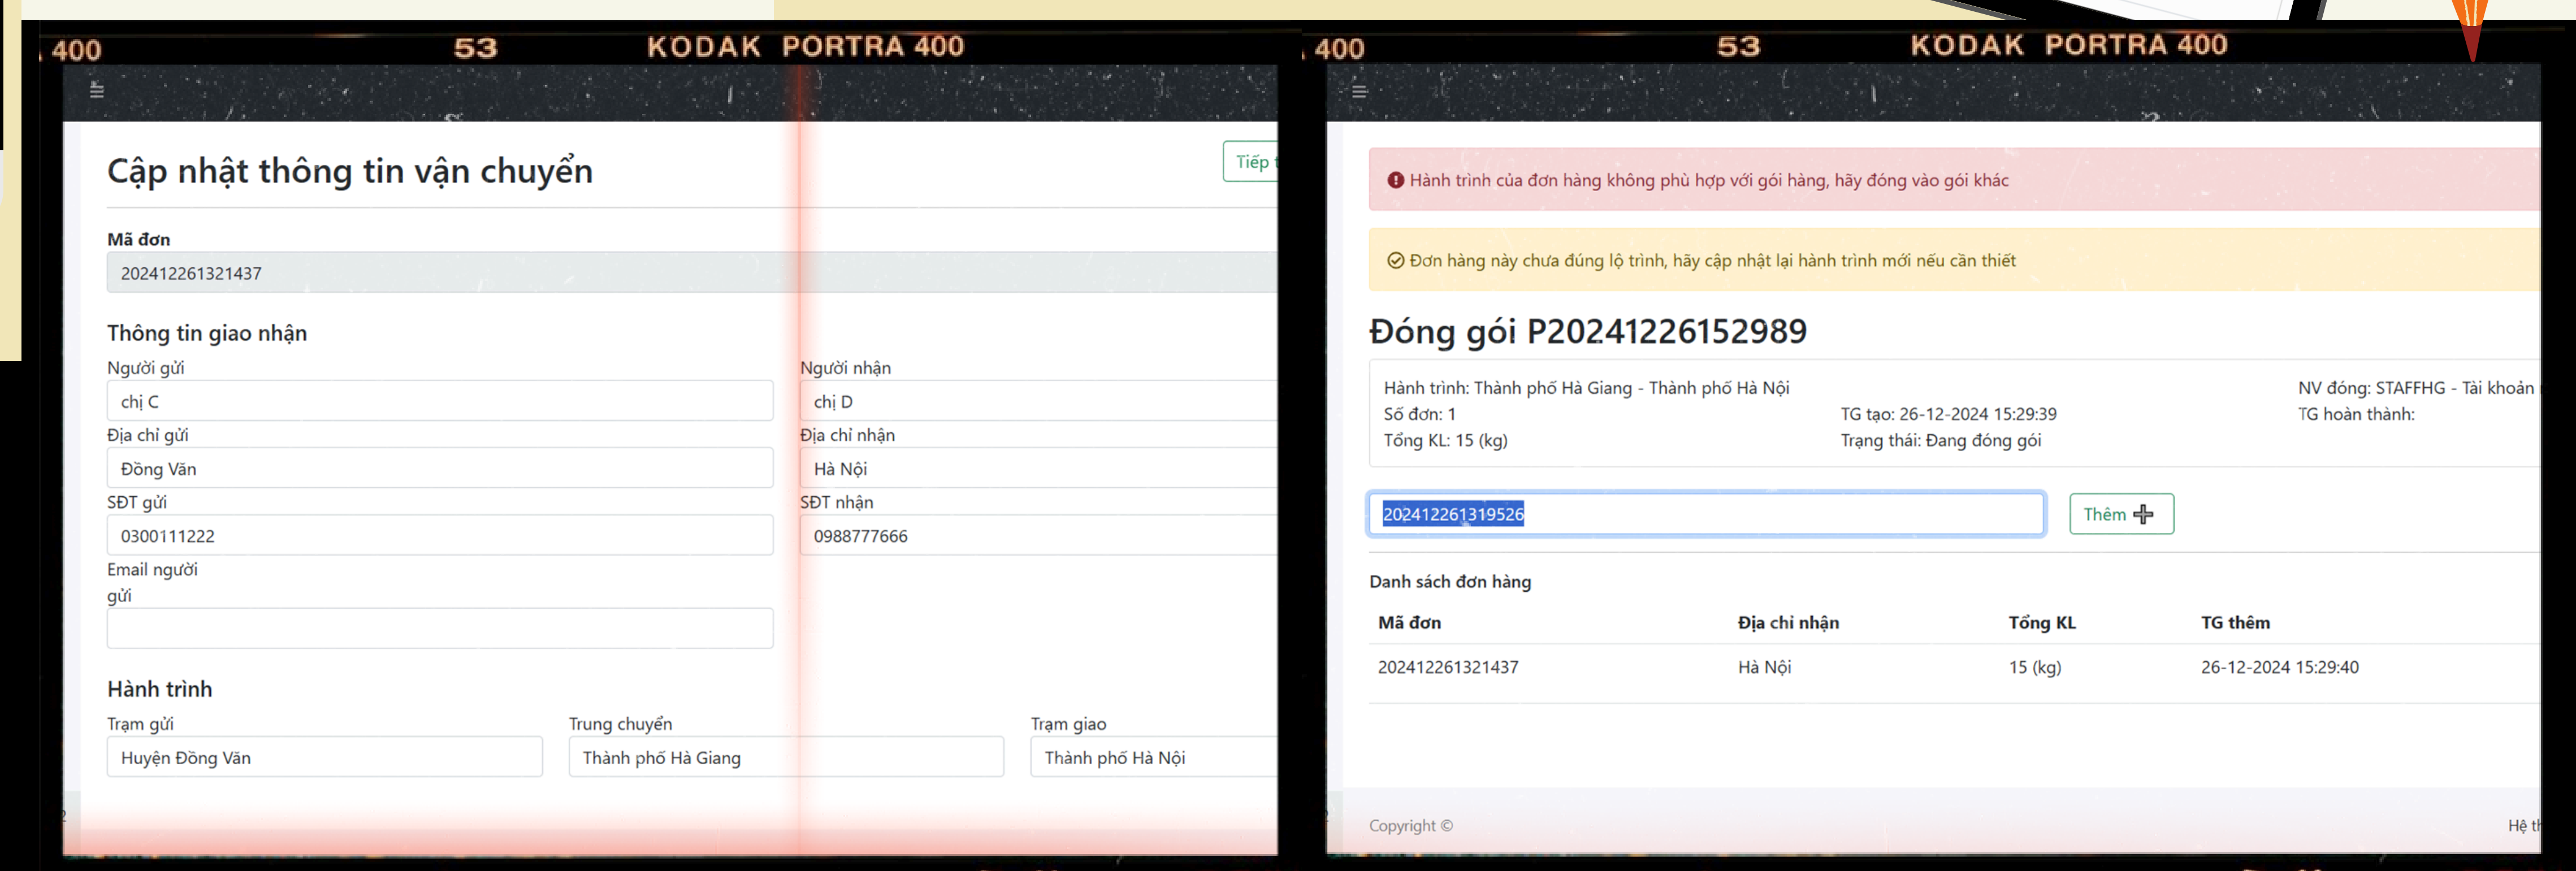 400 53 KODAK PORTRA 400
Cập nhật thông tin vận chuyển
Tiếp
Mã đơn
202412261321437
Thông tin giao nhận
Người gửi Người nhận
chị C chị D
Địa chỉ gửi Địa chỉ nhận
Đồng Văn Hà Nội
SĐT gửi SĐT nhận
0300111222 0988777666
Email người
gửi
Hành trình
Trạm gửi Trung chuyển Trạm giao
Huyện Đồng Văn Thành phố Hà Giang Thành phố Hà Nội
400 53 KODAK PORTRA 400
Hành trình của đơn hàng không phù hợp với gói hàng, hãy đóng vào gói khác
Đơn hàng này chưa đúng lộ trình, hãy cập nhật lại hành trình mới nếu cần thiết
Đóng gói P20241226152989
Hành trình: Thành phố Hà Giang - Thành phố Hà Nội NV đóng: STAFFHG - Tài khoản
Số đơn: 1 TG tạo: 26-12-2024 15:29:39 TG hoàn thành:
Tổng KL: 15 (kg) Trạng thái: Đang đóng gói
202412261319526 Thêm
Danh sách đơn hàng
Mã đơn Địa chỉ nhận Tổng KL TG thêm
202412261321437 Hà Nội 15 (kg) 26-12-2024 15:29:40
Copyright © Hệ